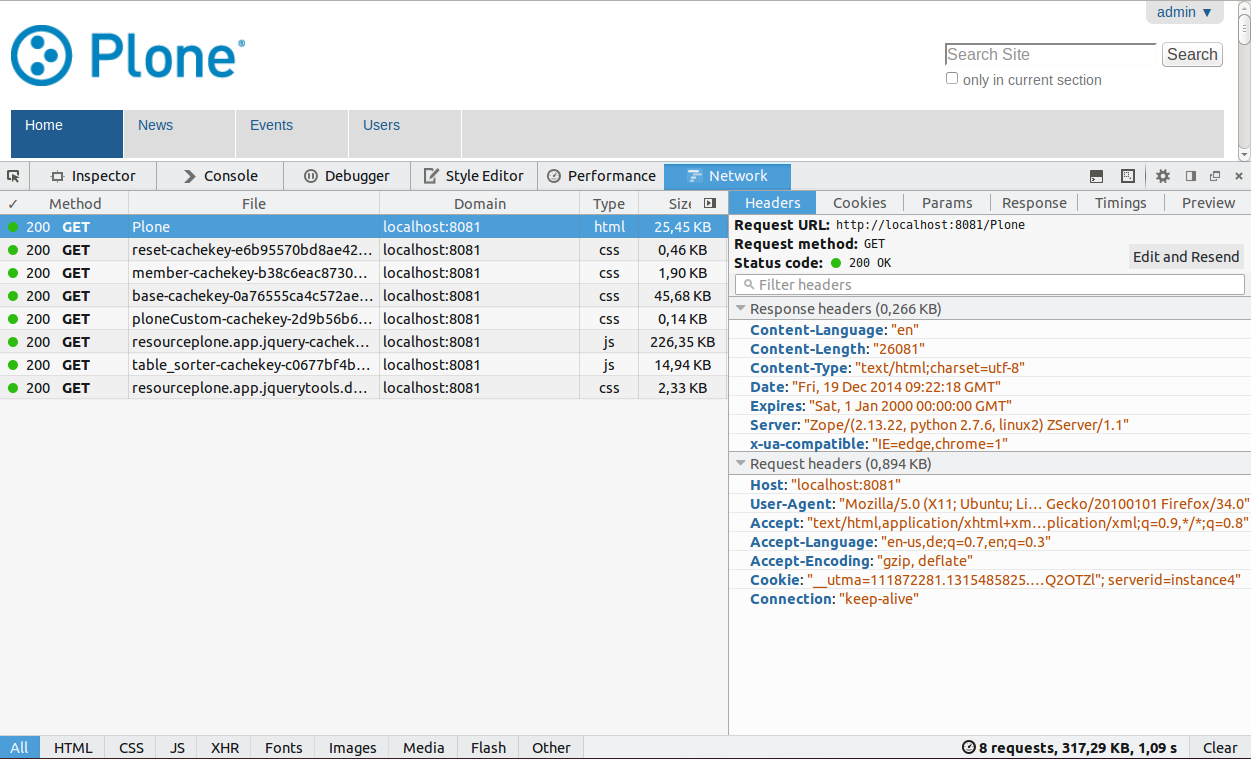 admin ▼
Plone®
Search Site
Search
only in current section
Home News Events Users
Inspector Console Debugger Style Editor Performance Network
✓ Method File Domain Type Size
200 GET Plone localhost:8081 html 25,45 KB
200 GET reset-cachekey-e6b95570bd8ae42… localhost:8081 css 0,46 KB
200 GET member-cachekey-b38c6eac8730… localhost:8081 css 1,90 KB
200 GET base-cachekey-0a76555ca4c572ae… localhost:8081 css 45,68 KB
200 GET ploneCustom-cachekey-2d9b56b6… localhost:8081 css 0,14 KB
200 GET resourceplone.app.jquery-cachek… localhost:8081 js 226,35 KB
200 GET table_sorter-cachekey-c0677bf4b… localhost:8081 js 14,94 KB
200 GET resourceplone.app.jquerytools.d… localhost:8081 css 2,33 KB
Headers Cookies Params Response Timings Preview
Request URL: http://localhost:8081/Plone
Request method: GET
Status code: 200 OK
Edit and Resend
Filter headers
Response headers (0,266 KB)
Content-Language: "en"
Content-Length: "26081"
Content-Type: "text/html;charset=utf-8"
Date: "Fri, 19 Dec 2014 09:22:18 GMT"
Expires: "Sat, 1 Jan 2000 00:00:00 GMT"
Server: "Zope/(2.13.22, python 2.7.6, linux2) ZServer/1.1"
x-ua-compatible: "IE=edge,chrome=1"
Request headers (0,894 KB)
Host: "localhost:8081"
User-Agent: "Mozilla/5.0 (X11; Ubuntu; Li… Gecko/20100101 Firefox/34.0"
Accept: "text/html,application/xhtml+xm…plication/xml;q=0.9,*/*;q=0.8"
Accept-Language: "en-us,de;q=0.7,en;q=0.3"
Accept-Encoding: "gzip, deflate"
Cookie: "__utma=111872281.1315485825.…Q2OTZl"; serverid=instance4"
Connection: "keep-alive"
All HTML CSS JS XHR Fonts Images Media Flash Other
8 requests, 317,29 KB, 1,09 s
Clear